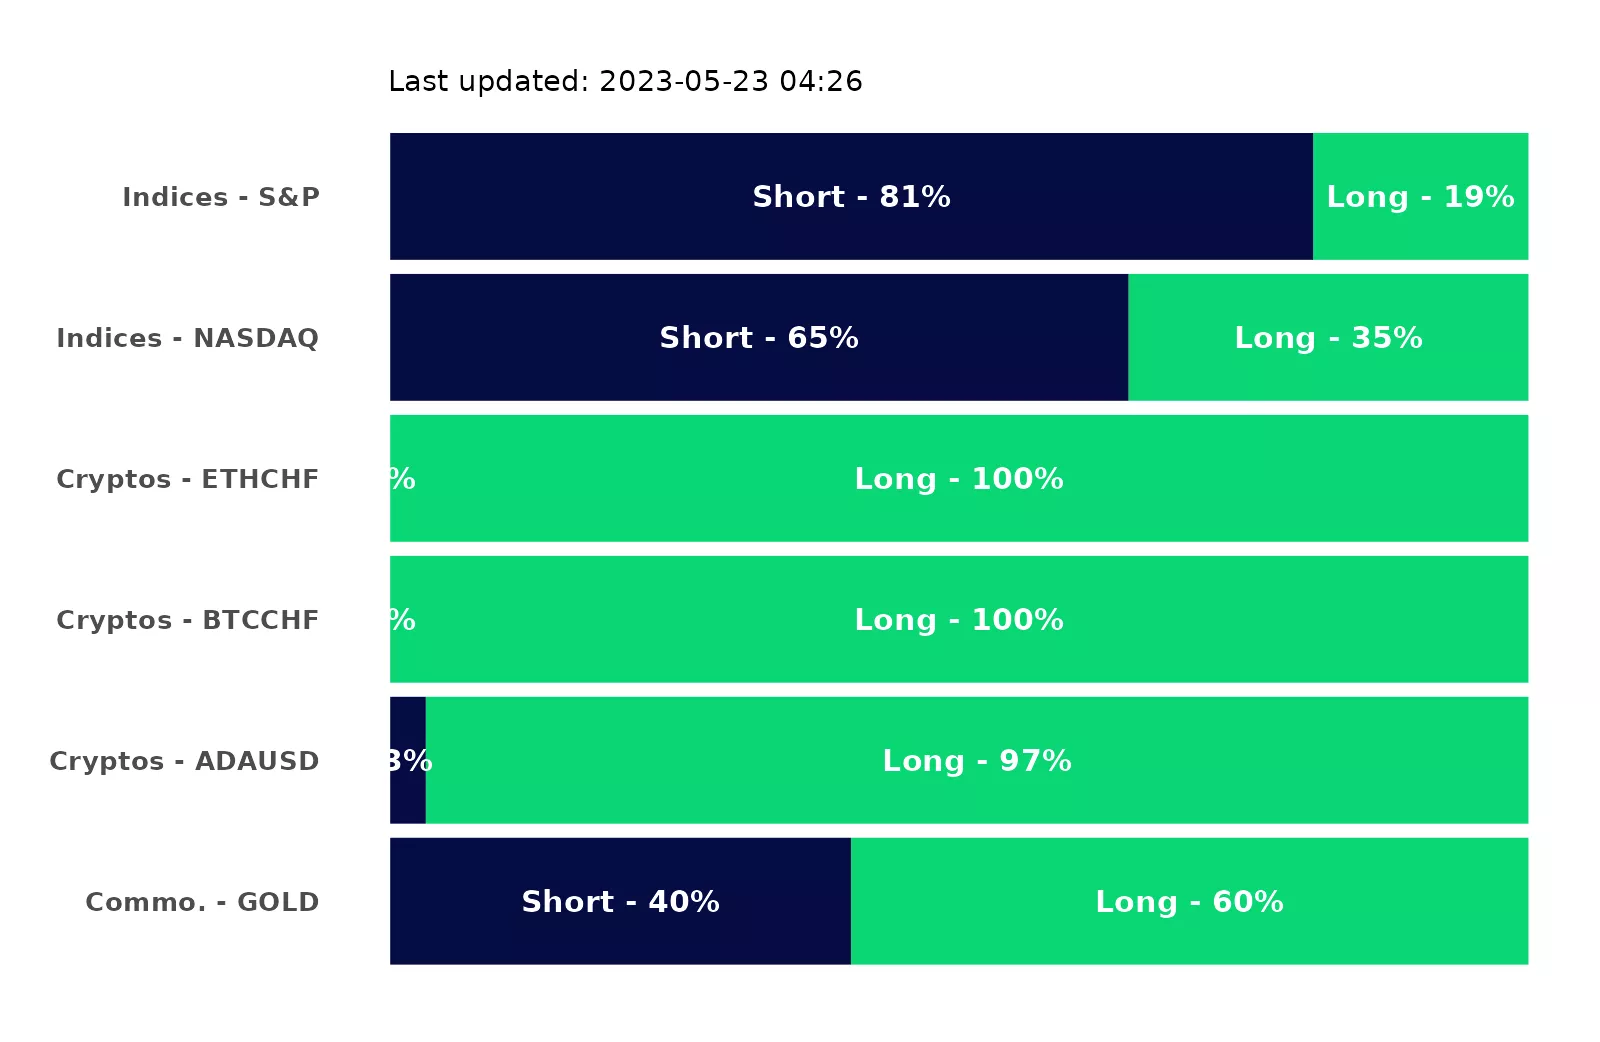 Last updated: 2023-05-23 04:26
Indices - S&P Short - 81% Long - 19%
Indices - NASDAQ Short - 65% Long - 35%
Cryptos - ETHCHF % Long - 100%
Cryptos - BTCCHF % Long - 100%
Cryptos - ADAUSD 3% Long - 97%
Commo. - GOLD Short - 40% Long - 60%